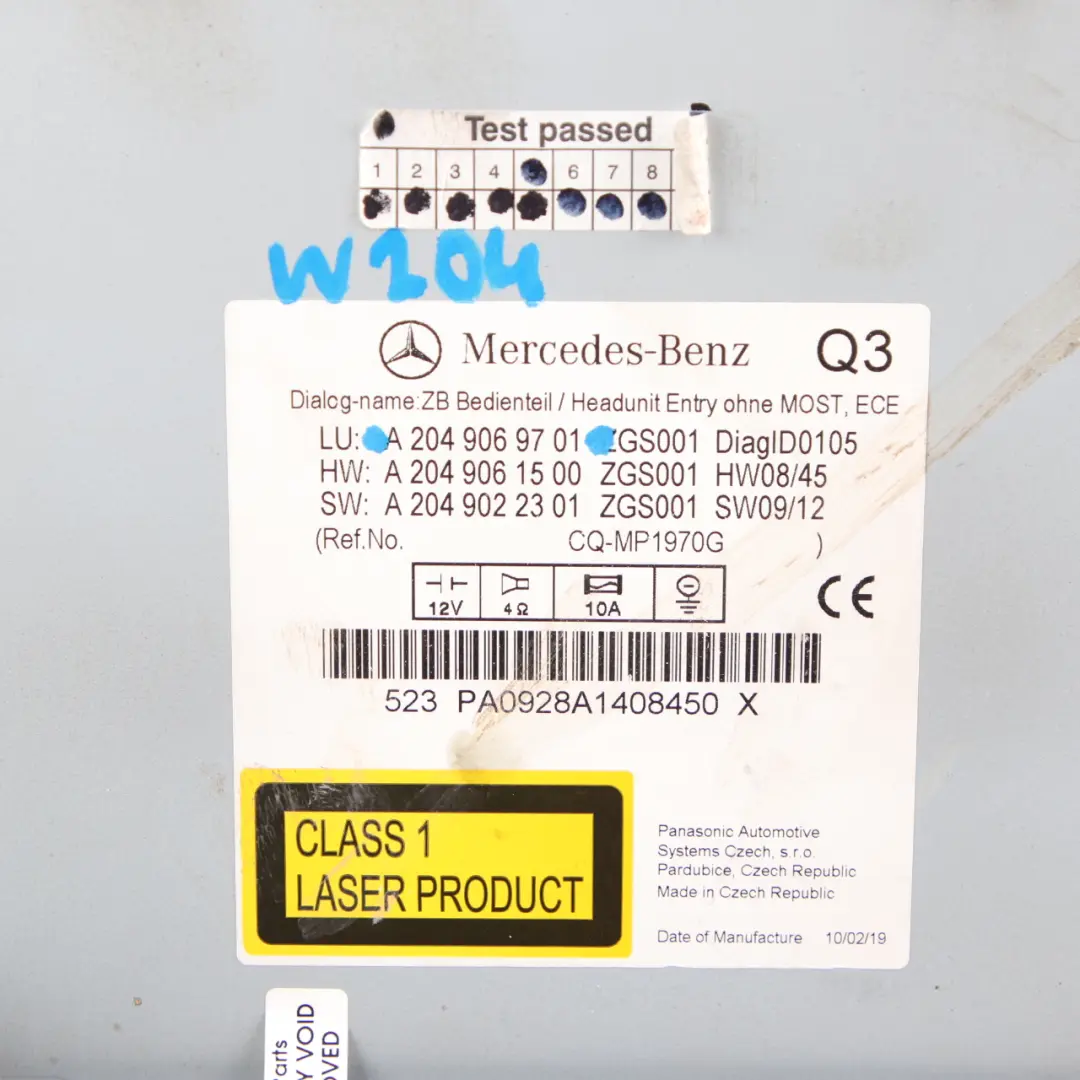 Test passed
1 2 3 4 6 7 8
W204
Mercedes-Benz Q3
Dialog-name:ZB Bedienteil / Headunit Entry ohne MOST, ECE
LU: A 204 906 97 01 ZGS001 DiagID0105
HW: A 204 906 15 00 ZGS001 HW08/45
SW: A 204 902 23 01 ZGS001 SW09/12
(Ref.No. CQ-MP1970G )
12V 4Ω 10A
CE
523 PA0928A1408450 X
CLASS 1
LASER PRODUCT
Panasonic Automotive
Systems Czech, s.r.o.
Pardubice, Czech Republic
Made in Czech Republic
Date of Manufacture 10/02/19
arts
Y VOID
OVED